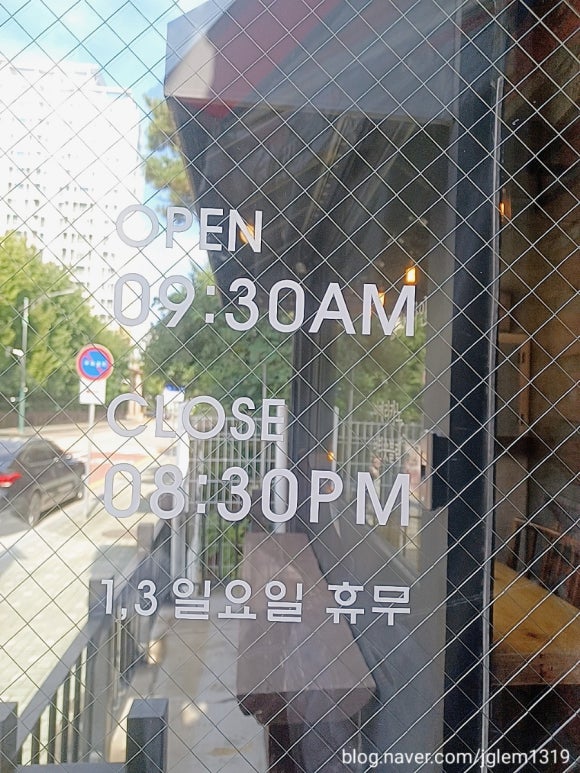 OPEN
09:30AM
CLOSE
08:30PM
1,3 일요일 휴무
blog.naver.com/jglem1319